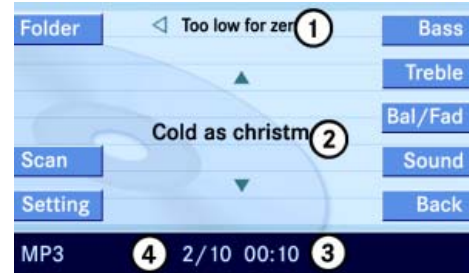 Folder
Too low for zer 1
Bass
Treble
Bal/Fad
Cold as christm 2
Scan
Sound
Setting
Back
MP3 4 2/10 00:10 3